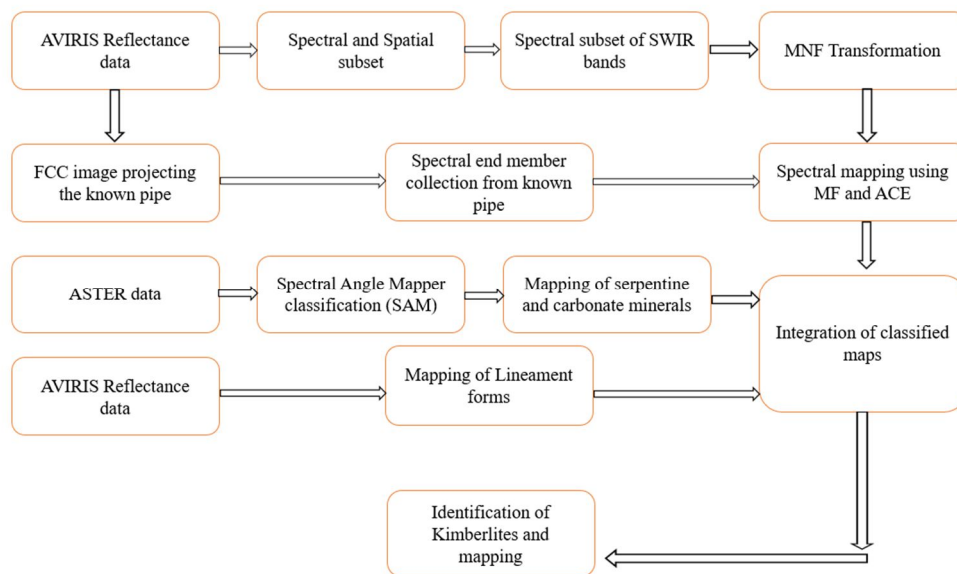 AVIRIS Reflectance
data
Spectral and Spatial
subset
Spectral subset of SWIR
bands
MNF Transformation
FCC image projecting
the known pipe
Spectral end member
collection from known
pipe
Spectral mapping using
MF and ACE
ASTER data
Spectral Angle Mapper
classification (SAM)
Mapping of serpentine
and carbonate minerals
Integration of classified
maps
AVIRIS Reflectance
data
Mapping of Lineament
forms
Identification of
Kimberlites and
mapping